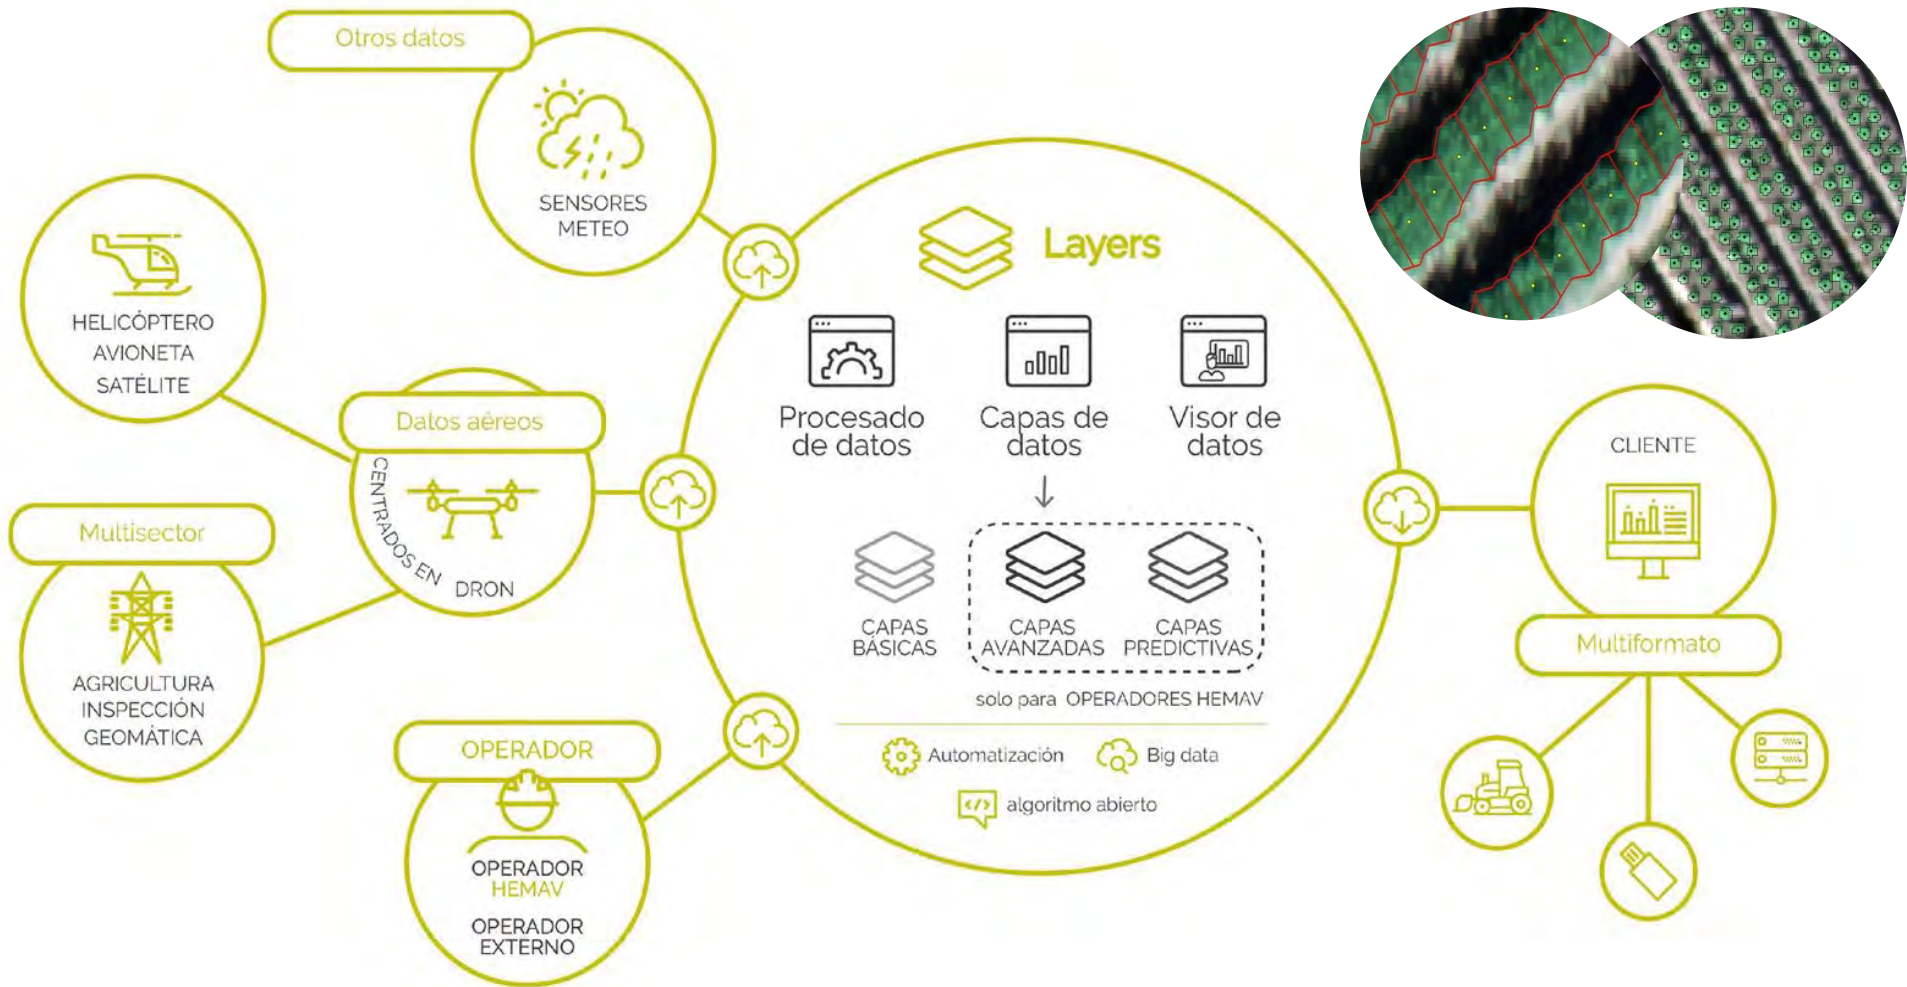 Otros datos
SENSORES
METEO
HELICÓPTERO
AVIONETA
SATÉLITE
Datos aéreos
CENTRADOS EN DRON
Multisector
AGRICULTURA
INSPECCIÓN
GEOMÁTICA
OPERADOR
OPERADOR
HEMAV
OPERADOR
EXTERNO
Layers
Procesado
de datos
Capas de
datos
Visor de
datos
CAPAS
BÁSICAS
CAPAS
AVANZADAS
CAPAS
PREDICTIVAS
solo para OPERADORES HEMAV
Automatización
Big data
algoritmo abierto
CLIENTE
Multiformato